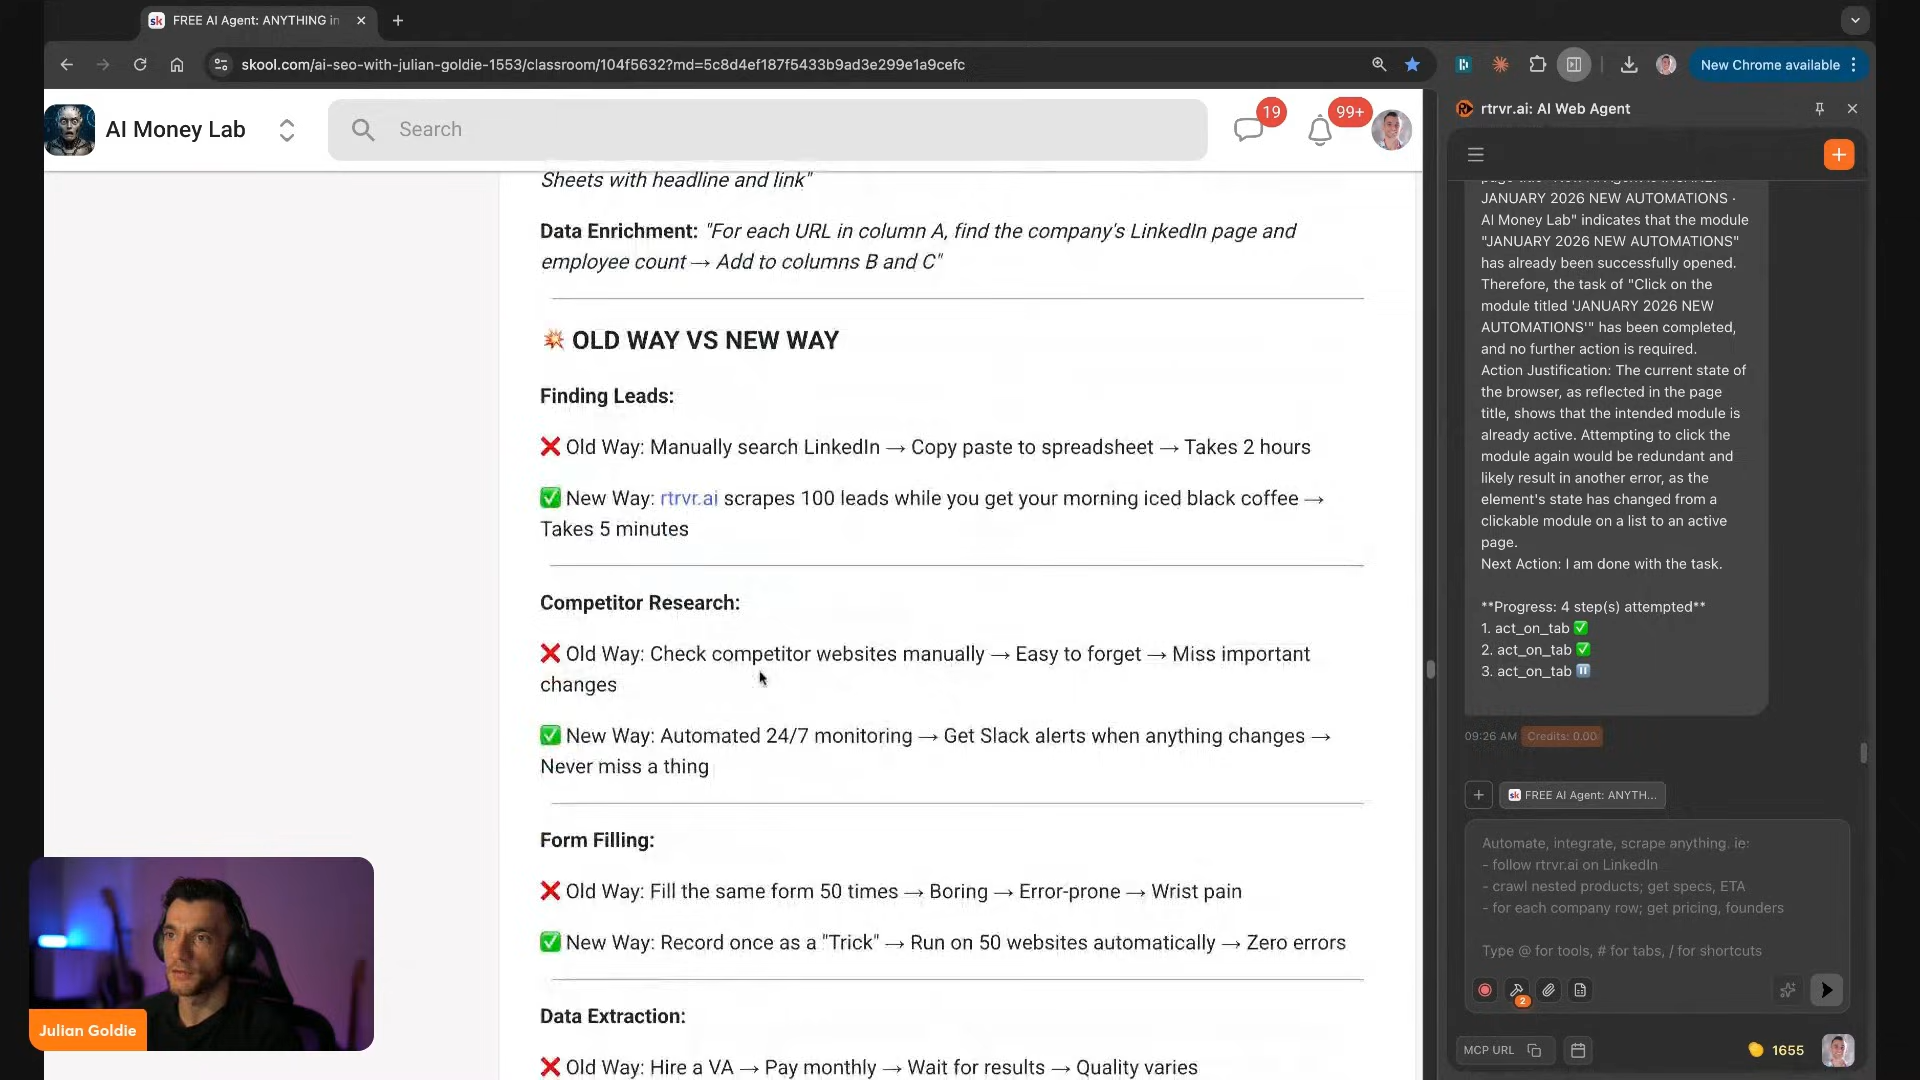 FREE AI Agent: ANYTHING in
skool.com/ai-seo-with-julian-goldie-1553/classroom/104f5632?md=5c8d4ef187f5433b9ad3e299e1a9cefc
New Chrome available
AI Money Lab
Search
19
99+
Sheets with headline and link"
Data Enrichment: "For each URL in column A, find the company's LinkedIn page and
employee count → Add to columns B and C"
💥 OLD WAY VS NEW WAY
Finding Leads:
❌ Old Way: Manually search LinkedIn → Copy paste to spreadsheet → Takes 2 hours
✅ New Way: rtrvr.ai scrapes 100 leads while you get your morning iced black coffee →
Takes 5 minutes
Competitor Research:
❌ Old Way: Check competitor websites manually → Easy to forget → Miss important
changes
✅ New Way: Automated 24/7 monitoring → Get Slack alerts when anything changes →
Never miss a thing
Form Filling:
❌ Old Way: Fill the same form 50 times → Boring → Error-prone → Wrist pain
✅ New Way: Record once as a "Trick" → Run on 50 websites automatically → Zero errors
Data Extraction:
❌ Old Way: Hire a VA → Pay monthly → Wait for results → Quality varies
Julian Goldie
rtrvr.ai: AI Web Agent
JANUARY 2026 NEW AUTOMATIONS ·
AI Money Lab" indicates that the module
"JANUARY 2026 NEW AUTOMATIONS"
has already been successfully opened.
Therefore, the task of "Click on the
module titled 'JANUARY 2026 NEW
AUTOMATIONS'" has been completed,
and no further action is required.
Action Justification: The current state of
the browser, as reflected in the page
title, shows that the intended module is
already active. Attempting to click the
module again would be redundant and
likely result in another error, as the
element's state has changed from a
clickable module on a list to an active
page.
Next Action: I am done with the task.
**Progress: 4 step(s) attempted**
1. act_on_tab ✅
2. act_on_tab ✅
3. act_on_tab ⏸️
09:26 AM Credits: 0.00
FREE AI Agent: ANYTH...
Automate, integrate, scrape anything. ie:
- follow rtrvr.ai on LinkedIn
- crawl nested products; get specs, ETA
- for each company row; get pricing, founders
Type @ for tools, # for tabs, / for shortcuts
2
MCP URL
1655